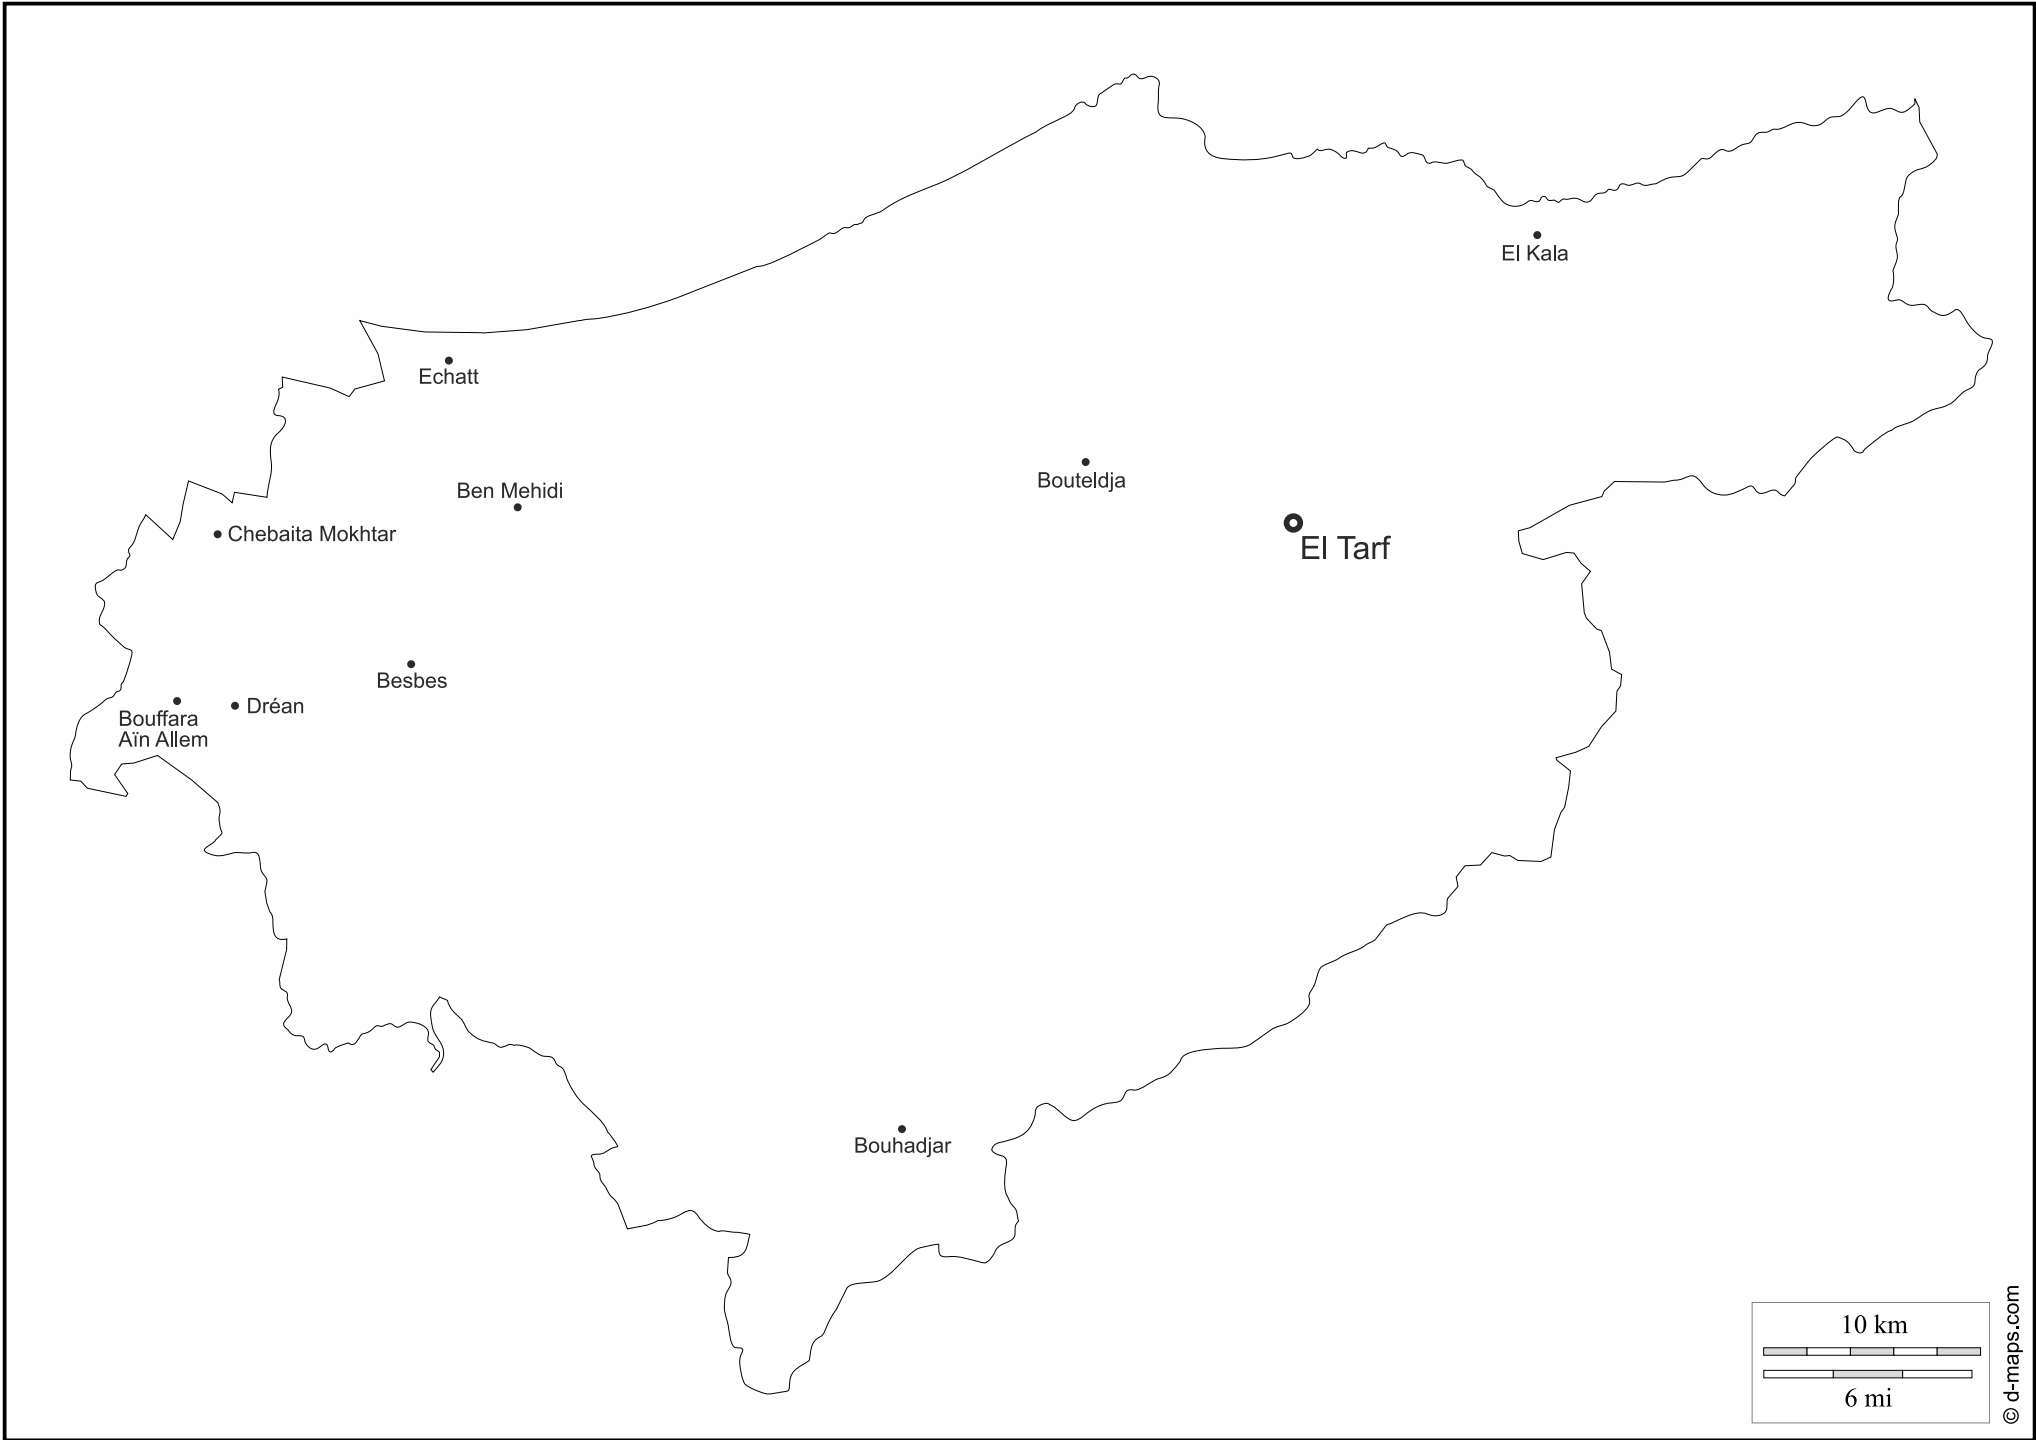 El Kala
Echatt
Bouteldja
Ben Mehidi
Chebaita Mokhtar
El Tarf
Besbes
Dréan
Bouffara
Aïn Allem
Bouhadjar
10 km
6 mi
© d-maps.com